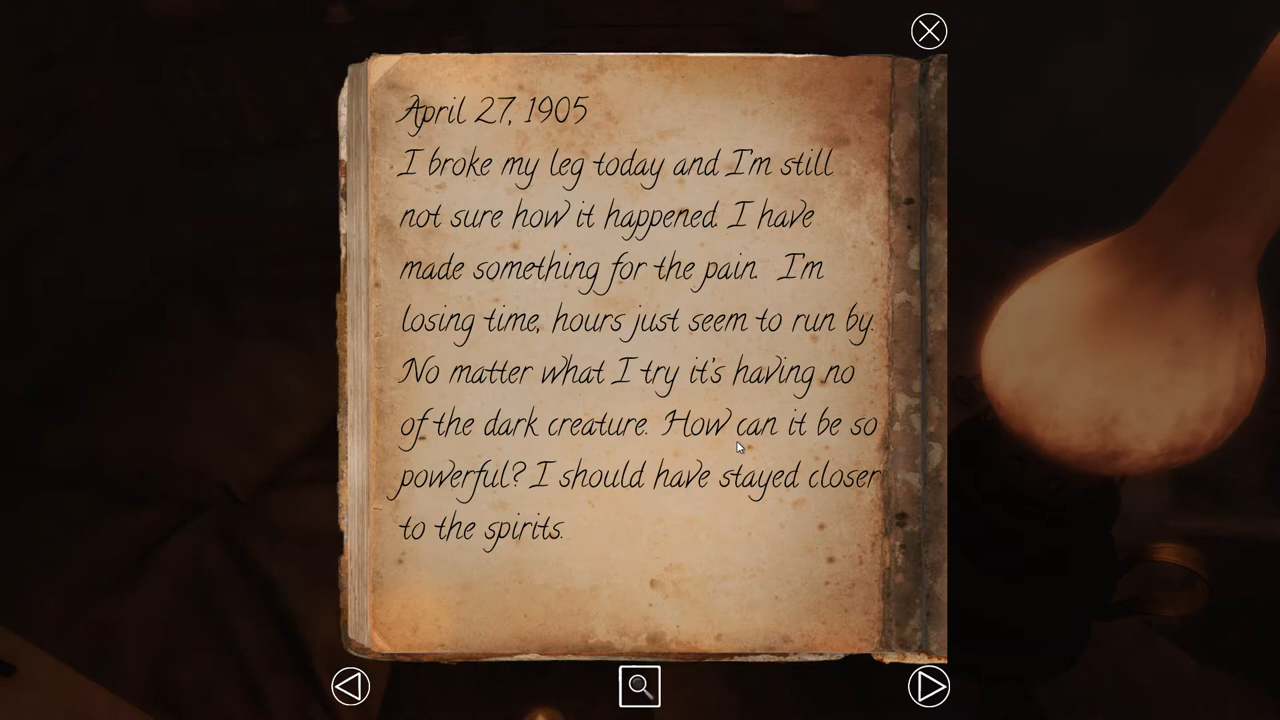 April 27, 1905
I broke my leg today and I'm still
not sure how it happened. I have
made something for the pain. I'm
losing time, hours just seem to run by.
No matter what I try it's having no
of the dark creature. How can it be so
powerful? I should have stayed closer
to the spirits.